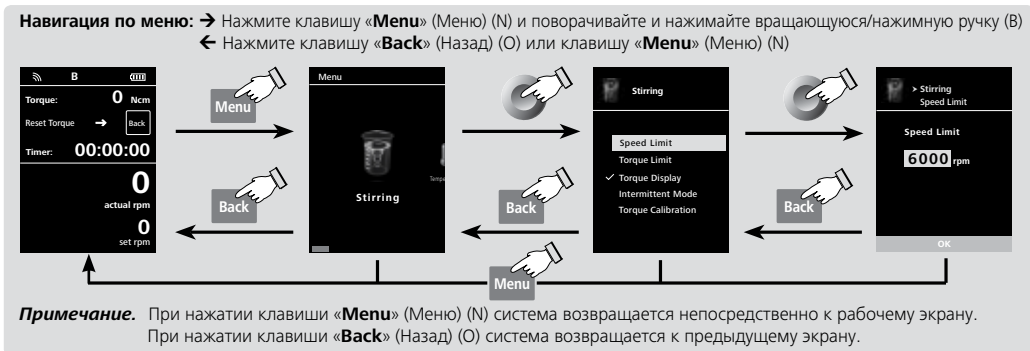 Навигация по меню: → Нажмите клавишу «Menu» (Меню) (N) и поворачивайте и нажимайте вращающуюся/нажимную ручку (B)
← Нажмите клавишу «Back» (Назад) (O) или клавишу «Menu» (Меню) (N)
B
Torque: 0 Ncm
Reset Torque → Back
Timer: 00:00:00
0
actual rpm
0
set rpm
Menu
Back
Menu
Stirring
Back
Stirring
Speed Limit
Torque Limit
✓ Torque Display
Intermittent Mode
Torque Calibration
Back
> Stirring
Speed Limit
Speed Limit
6000 rpm
OK
Menu
Примечание. При нажатии клавиши «Menu» (Меню) (N) система возвращается непосредственно к рабочему экрану.
При нажатии клавиши «Back» (Назад) (O) система возвращается к предыдущему экрану.